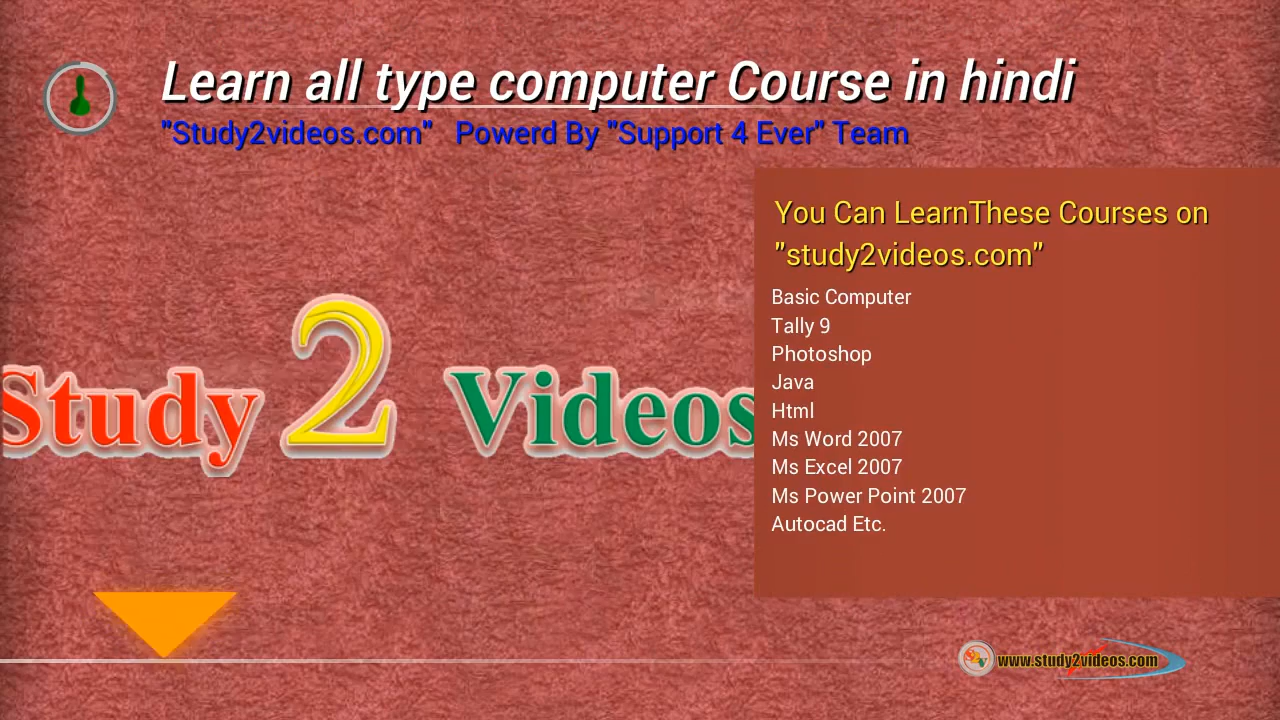 Learn all type computer Course in hindi
"Study2videos.com" Powerd By "Support 4 Ever" Team
You Can LearnThese Courses on
"study2videos.com"
Basic Computer
Tally 9
Photoshop
Java
Html
Ms Word 2007
Ms Excel 2007
Ms Power Point 2007
Autocad Etc.
Study 2 Videos
S2V www.study2videos.com